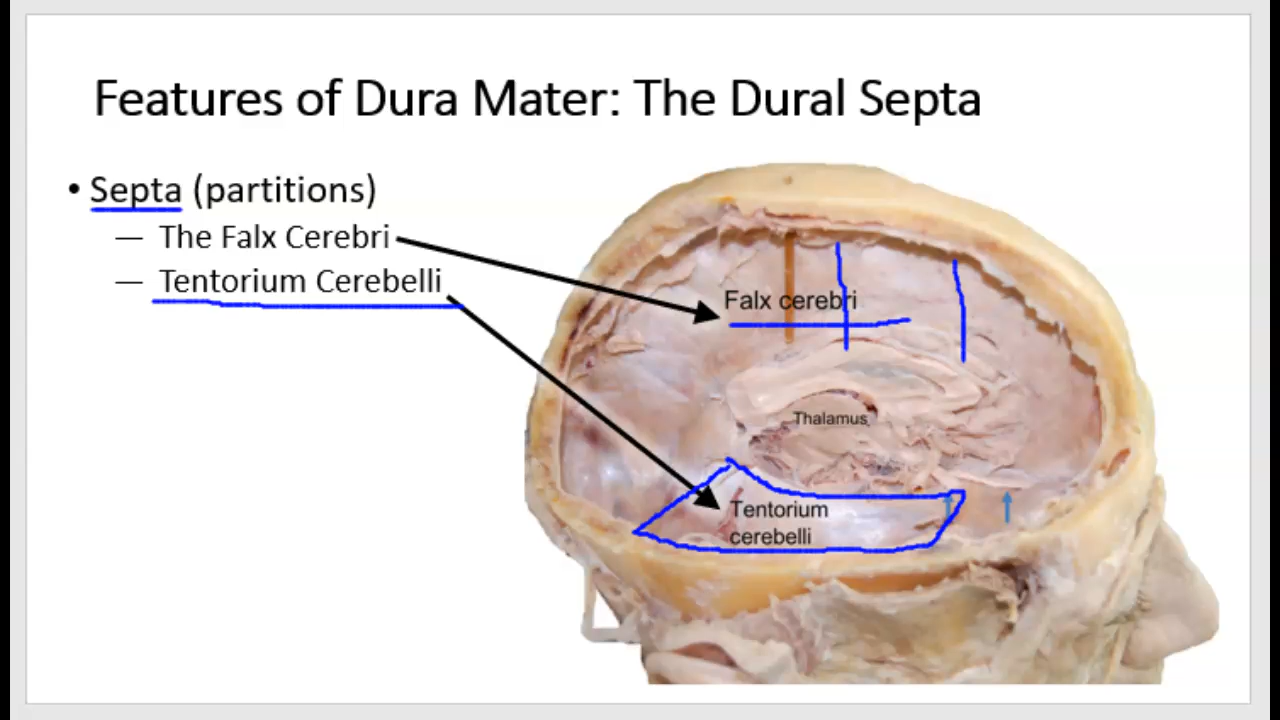 Features of Dura Mater: The Dural Septa
• Septa (partitions)
— The Falx Cerebri
— Tentorium Cerebelli
Falx cerebri
Thalamus
Tentorium
cerebelli